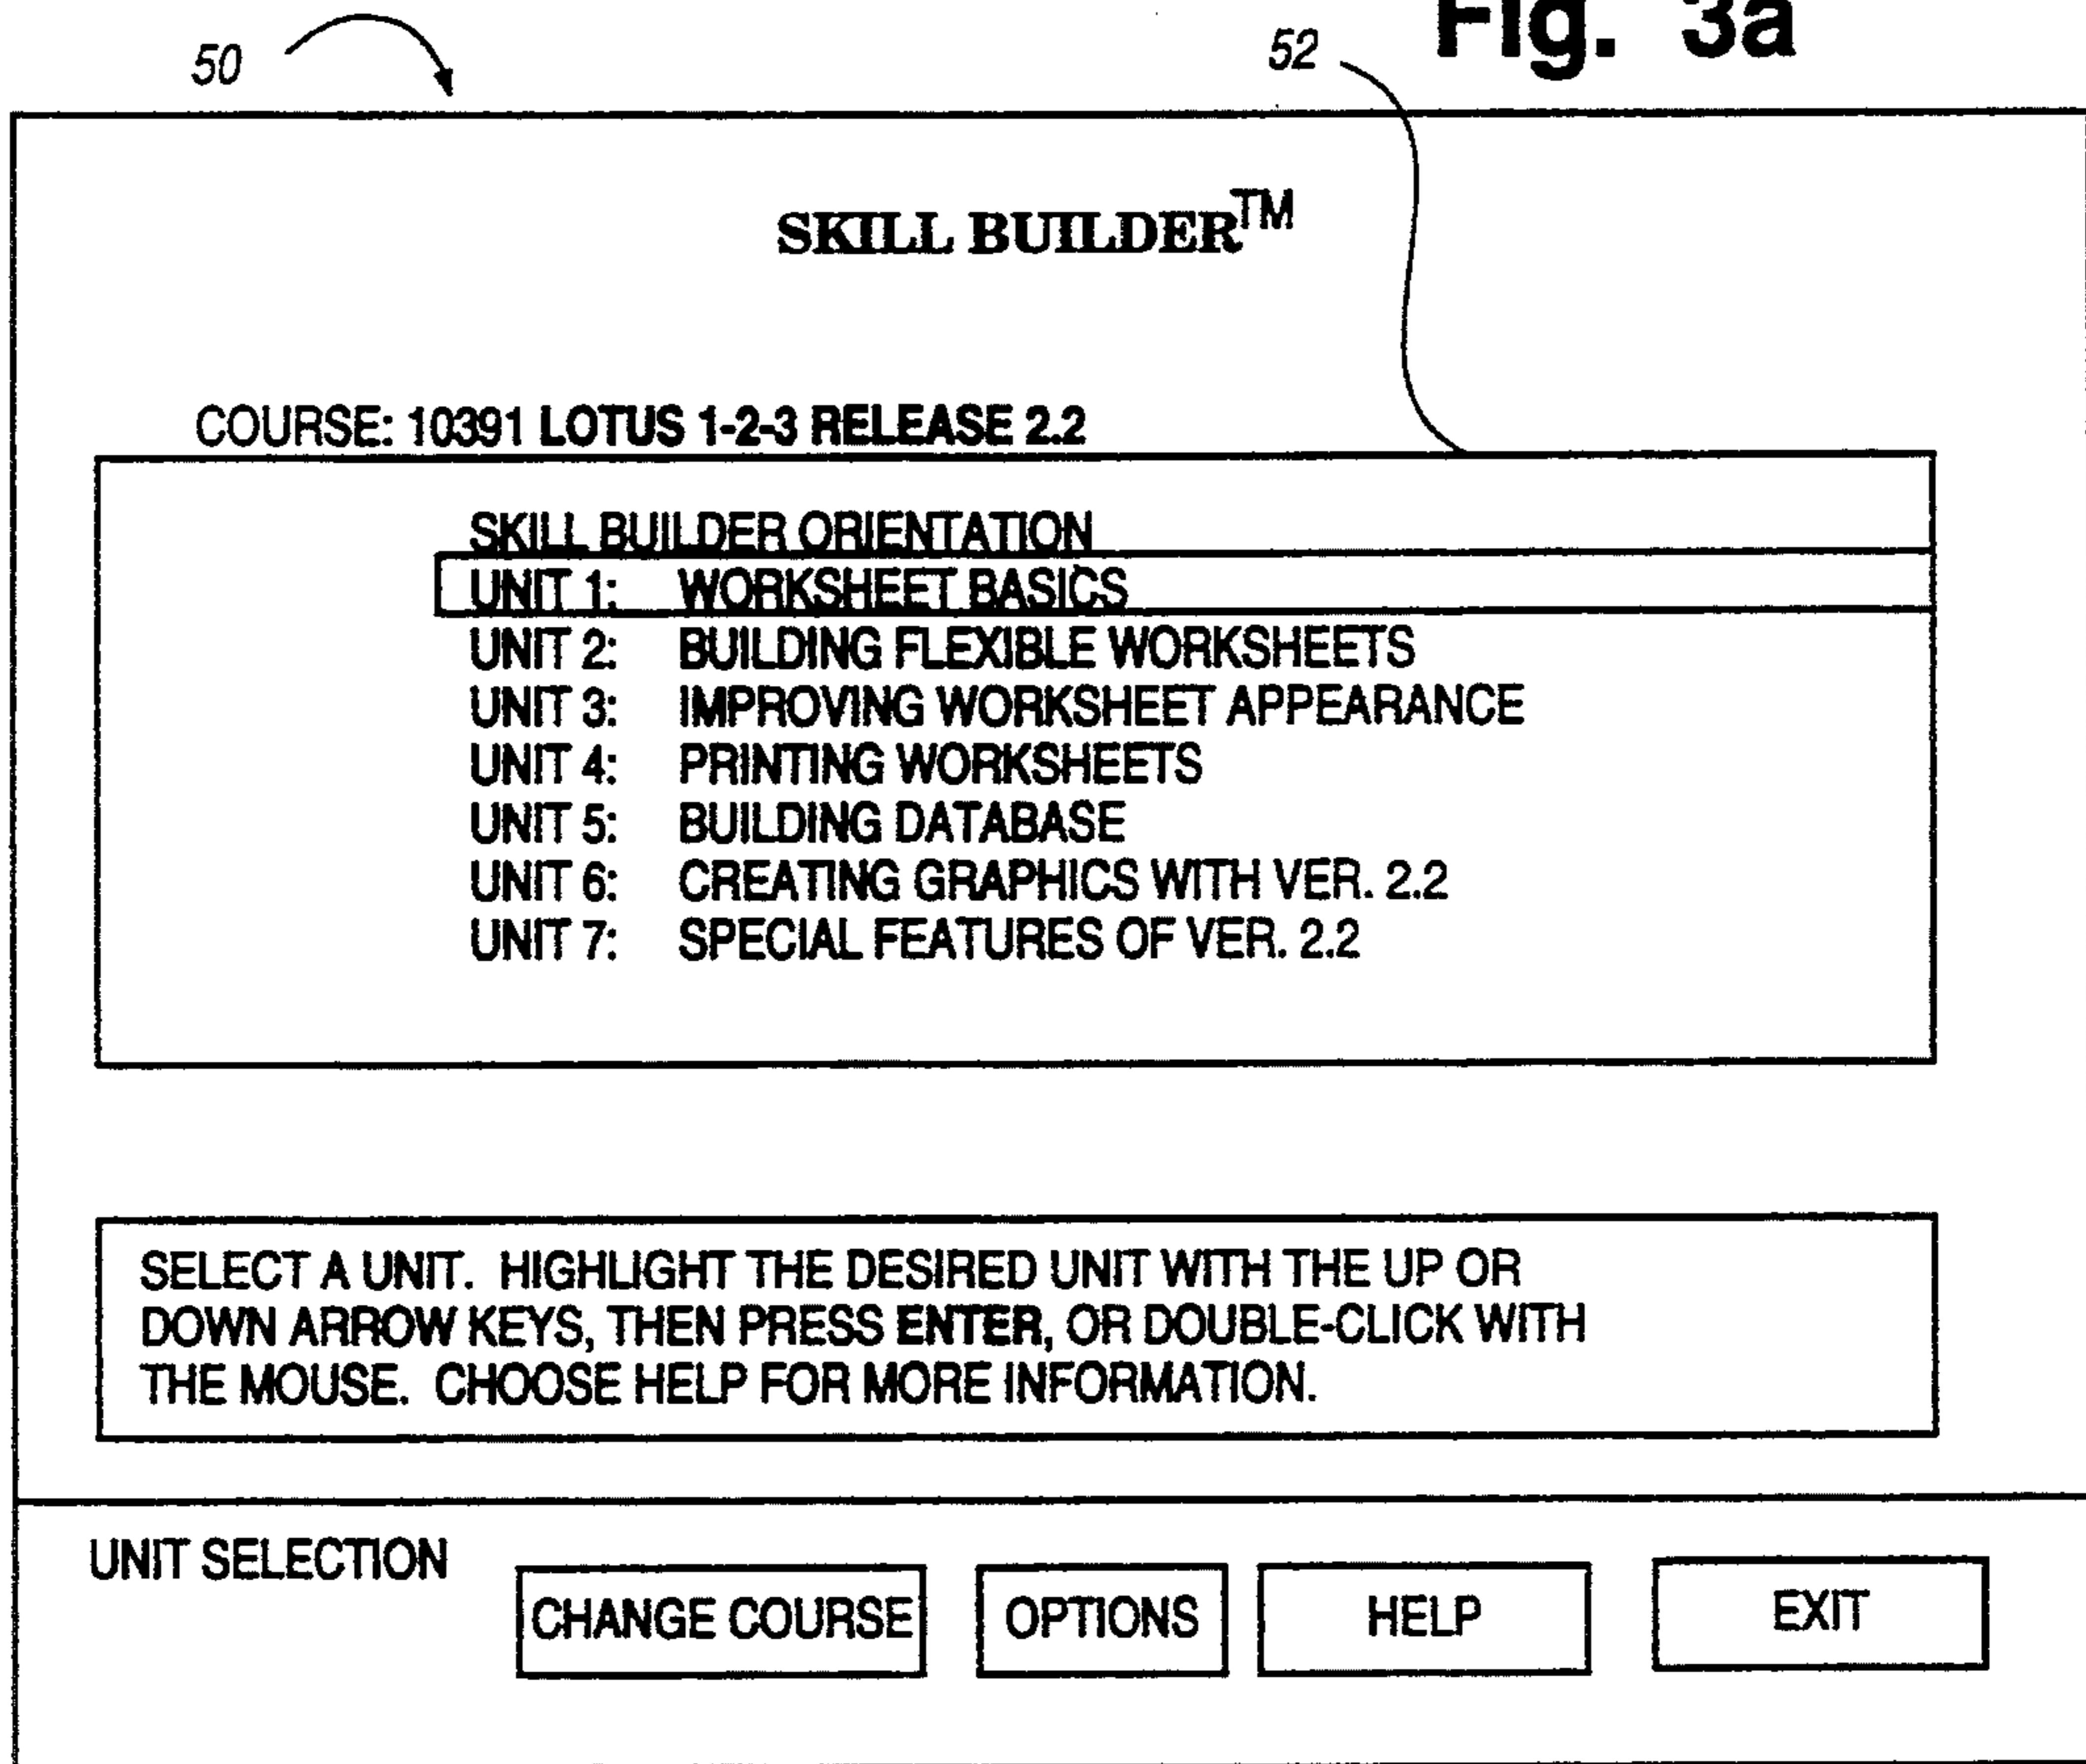 Fig. 3a
50
52
SKILL BUILDER™
COURSE: 10391 LOTUS 1-2-3 RELEASE 2.2
SKILL BUILDER ORIENTATION
UNIT 1: WORKSHEET BASICS
UNIT 2: BUILDING FLEXIBLE WORKSHEETS
UNIT 3: IMPROVING WORKSHEET APPEARANCE
UNIT 4: PRINTING WORKSHEETS
UNIT 5: BUILDING DATABASE
UNIT 6: CREATING GRAPHICS WITH VER. 2.2
UNIT 7: SPECIAL FEATURES OF VER. 2.2
SELECT A UNIT. HIGHLIGHT THE DESIRED UNIT WITH THE UP OR
DOWN ARROW KEYS, THEN PRESS ENTER, OR DOUBLE-CLICK WITH
THE MOUSE. CHOOSE HELP FOR MORE INFORMATION.
UNIT SELECTION
CHANGE COURSE
OPTIONS
HELP
EXIT